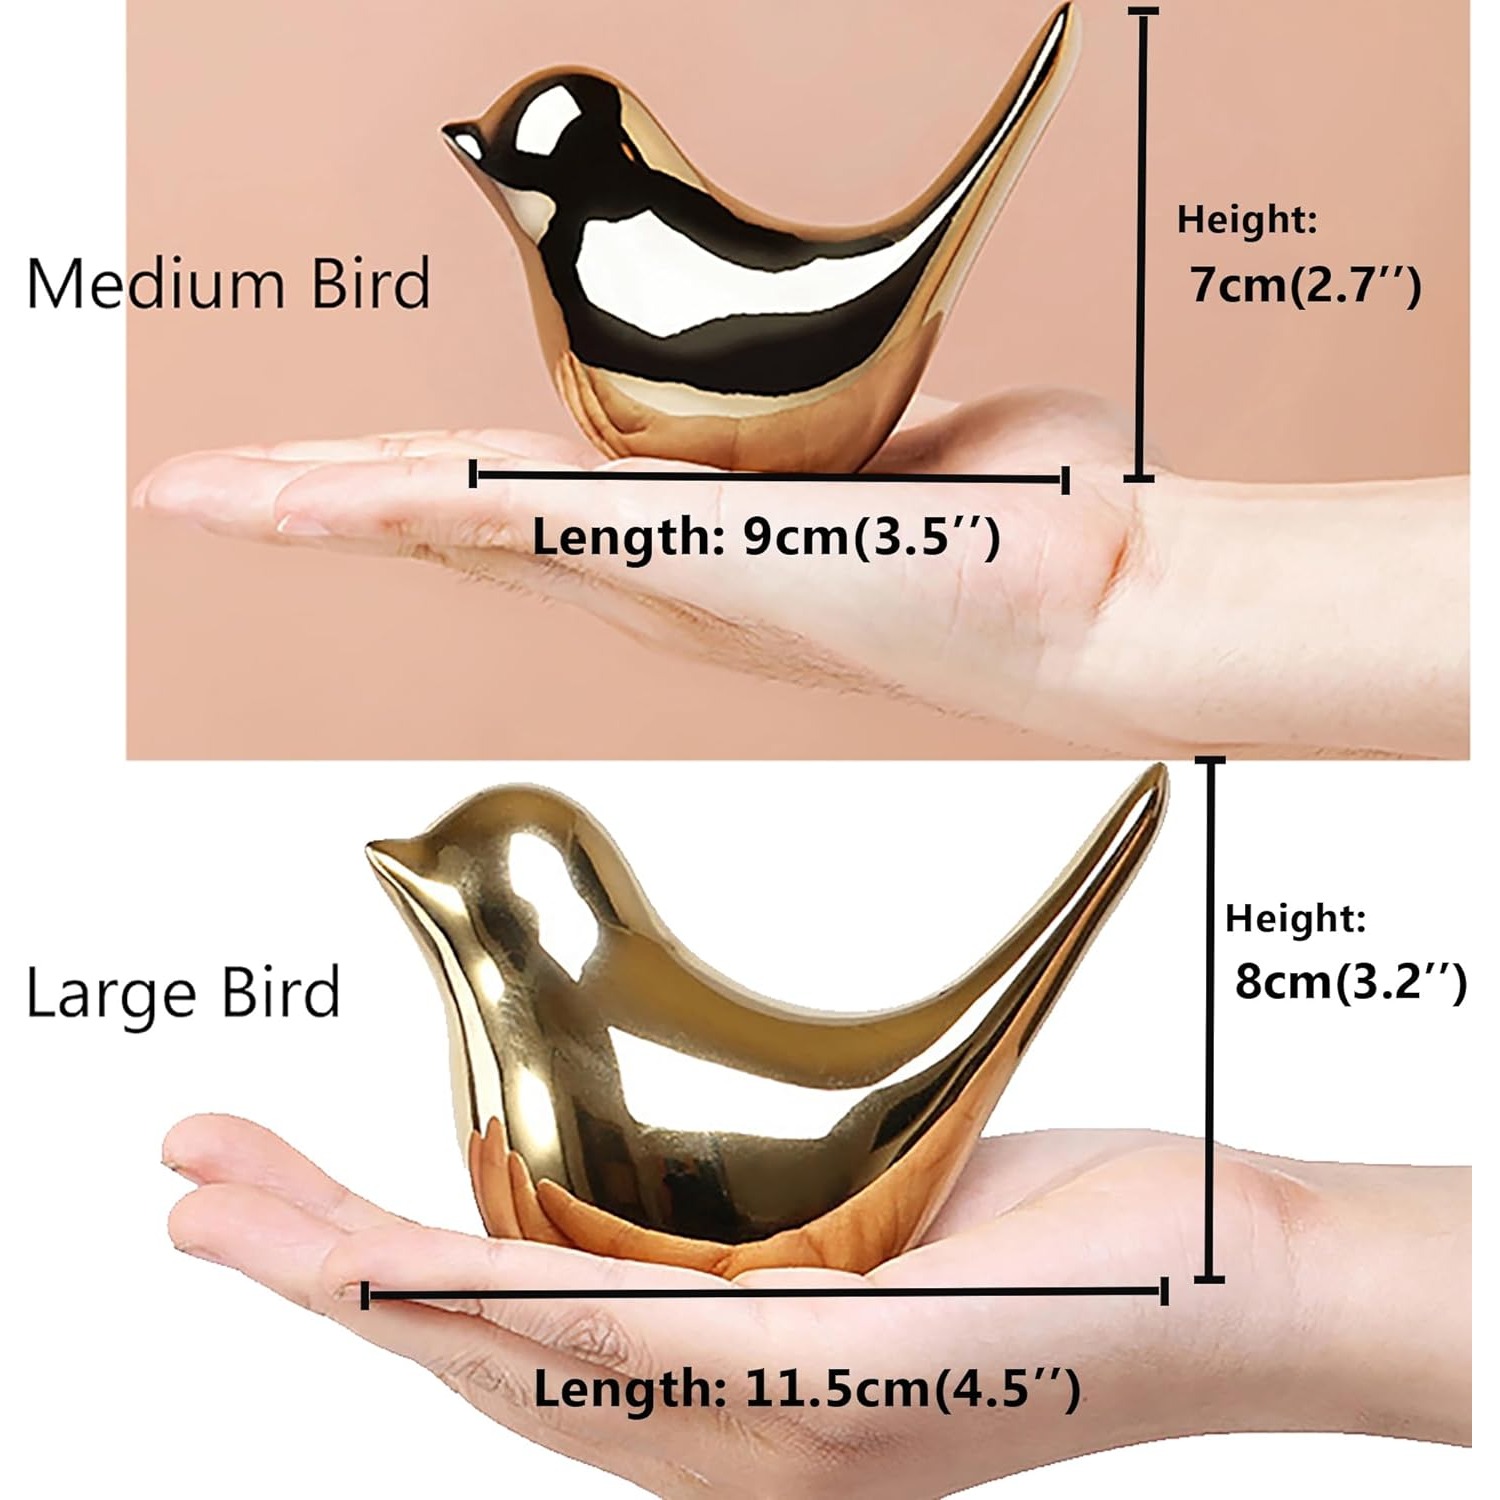 Medium Bird
Height:
7cm(2.7′′)
Length: 9cm(3.5′′)
Large Bird
Height:
8cm(3.2′′)
Length: 11.5cm(4.5′′)